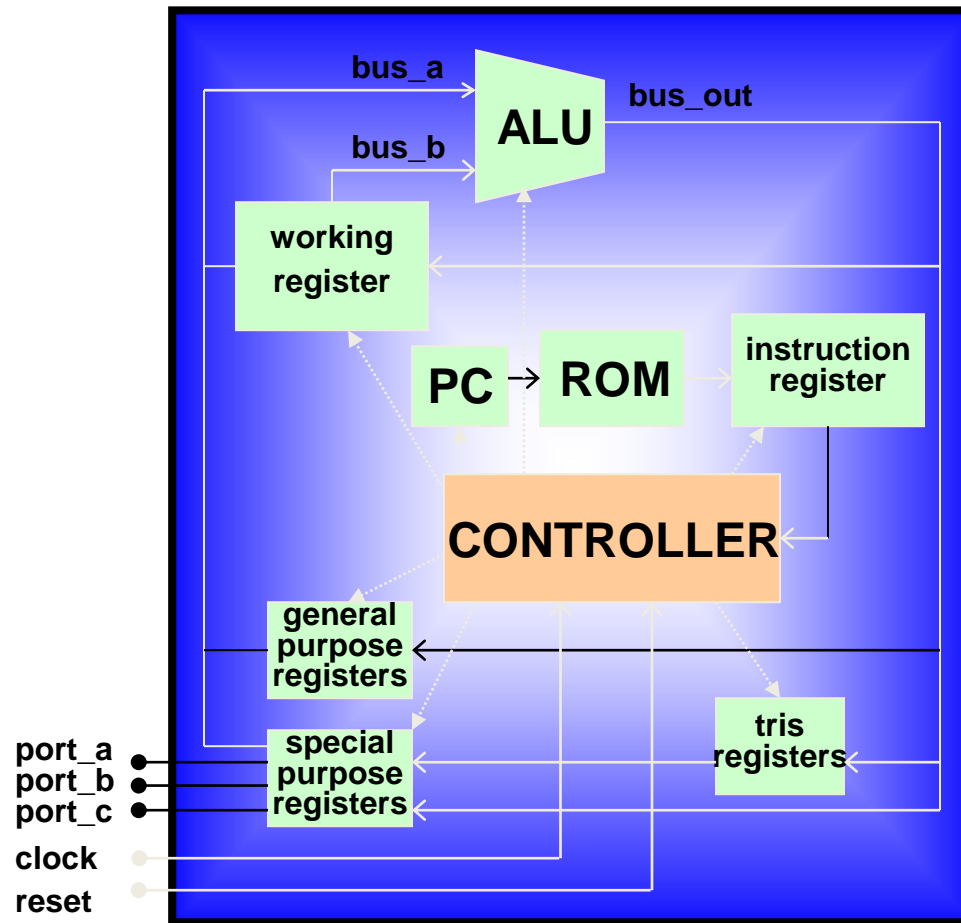 bus_a
ALU
bus_out
bus_b
working
register
PC
ROM
instruction
register
CONTROLLER
general
purpose
registers
tris
registers
special
purpose
registers
port_a
port_b
port_c
clock
reset